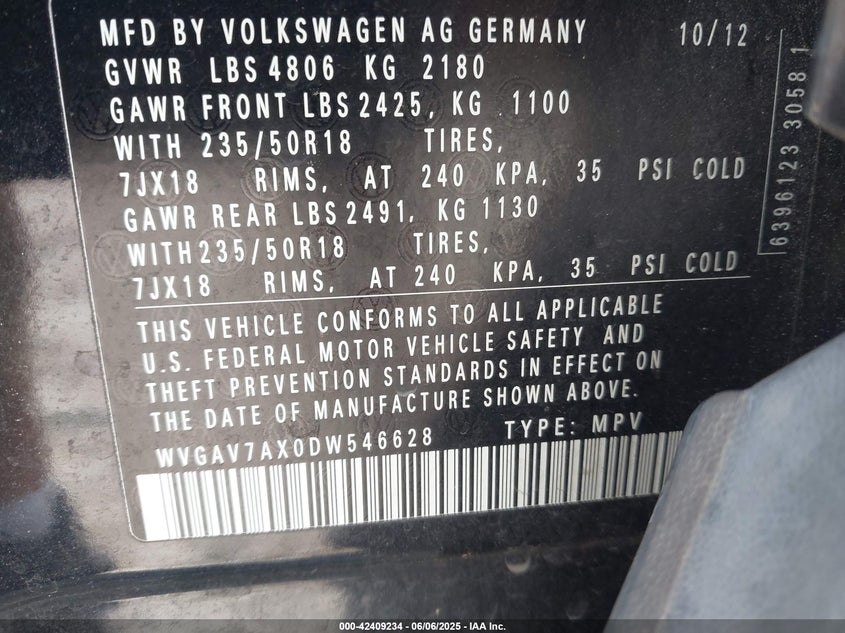 MFD BY VOLKSWAGEN AG GERMANY 10/12
GVWR LBS 4806 KG 2180
GAWR FRONT LBS 2425, KG 1100
WITH 235/50R18 TIRES,
7JX18 RIMS, AT 240 KPA, 35 PSI COLD
GAWR REAR LBS 2491, KG 1130
WITH 235/50R18 TIRES,
7JX18 RIMS, AT 240 KPA, 35 PSI COLD
THIS VEHICLE CONFORMS TO ALL APPLICABLE
U.S. FEDERAL MOTOR VEHICLE SAFETY AND
THEFT PREVENTION STANDARDS IN EFFECT ON
THE DATE OF MANUFACTURE SHOWN ABOVE.
WVGAV7AX0DW546628 TYPE: MPV
6396123 3058 1
000-42409234 - 06/06/2025 - IAA Inc.